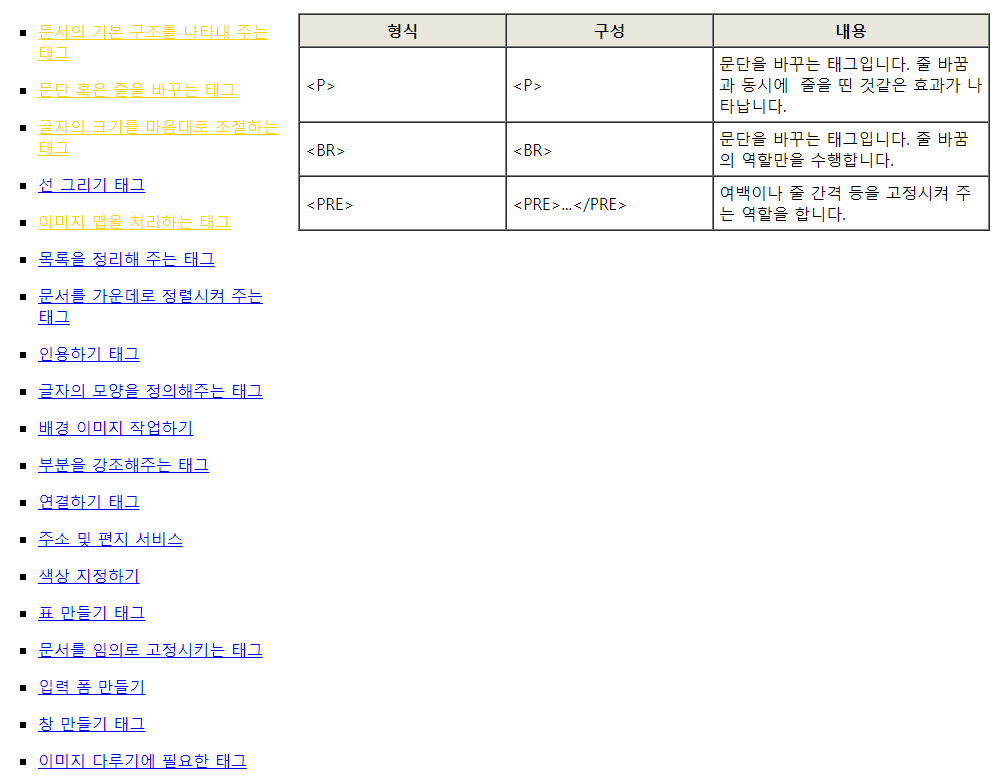 문서의 기본 구조를 나타내 주는
태그
문단 혹은 줄을 바꾸는 태그
글자의 크기를 마음대로 조절하는
태그
선 그리기 태그
이미지 맵을 처리하는 태그
목록을 정리해 주는 태그
문서를 가운데로 정렬시켜 주는
태그
인용하기 태그
글자의 모양을 정의해주는 태그
배경 이미지 작업하기
부분을 강조해주는 태그
연결하기 태그
주소 및 편지 서비스
색상 지정하기
표 만들기 태그
문서를 임의로 고정시키는 태그
입력 폼 만들기
창 만들기 태그
이미지 다루기에 필요한 태그
형식 구성 내용
<P> <P> 문단을 바꾸는 태그입니다. 줄 바꿈
과 동시에 줄을 띤 것같은 효과가 나
타납니다.
<BR> <BR> 문단을 바꾸는 태그입니다. 줄 바꿈
의 역할만을 수행합니다.
<PRE> <PRE>...</PRE> 여백이나 줄 간격 등을 고정시켜 주
는 역할을 합니다.